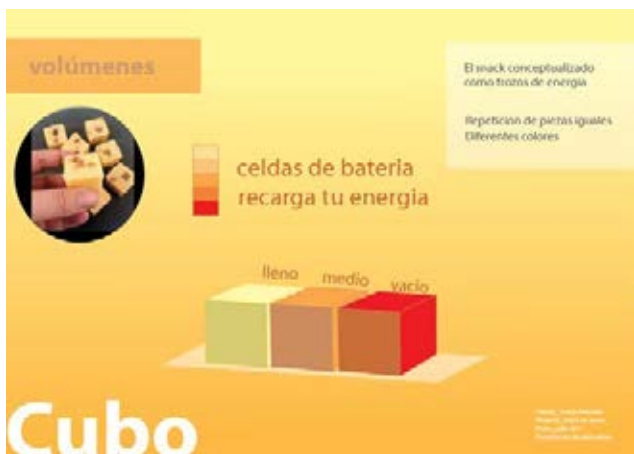 volúmenes
El snack conceptualizado
como trozos de energia
Repetición de piezas iguales
Diferentes colores
celdas de bateria
recarga tu energia
lleno medio vacio
Cubo